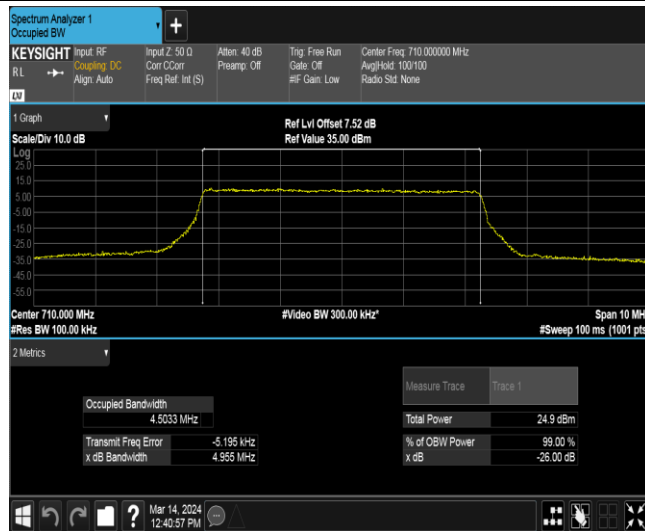 Spectrum Analyzer 1
Occupied BW
+
KEYSIGHT
RL
LXI
Input: RF
Coupling: DC
Align: Auto
Input Z: 50 Ω
Corr CCorr
Freq Ref: Int (S)
Atten: 40 dB
Preamp: Off
Trig: Free Run
Gate: Off
#IF Gain: Low
Center Freq: 710.000000 MHz
Avg|Hold: 100/100
Radio Std: None
1 Graph
Scale/Div 10.0 dB
Ref Lvl Offset 7.52 dB
Ref Value 35.00 dBm
Log
25.0
15.0
5.00
-5.00
-15.0
-25.0
-35.0
-45.0
-55.0
Center 710.000 MHz
#Res BW 100.00 kHz
#Video BW 300.00 kHz*
Span 10 MH
#Sweep 100 ms (1001 pts
2 Metrics
Measure Trace Trace 1
Occupied Bandwidth
4.5033 MHz
Total Power 24.9 dBm
Transmit Freq Error -5.195 kHz
% of OBW Power 99.00 %
x dB Bandwidth 4.955 MHz
x dB -26.00 dB
?
Mar 14, 2024
12:40:57 PM